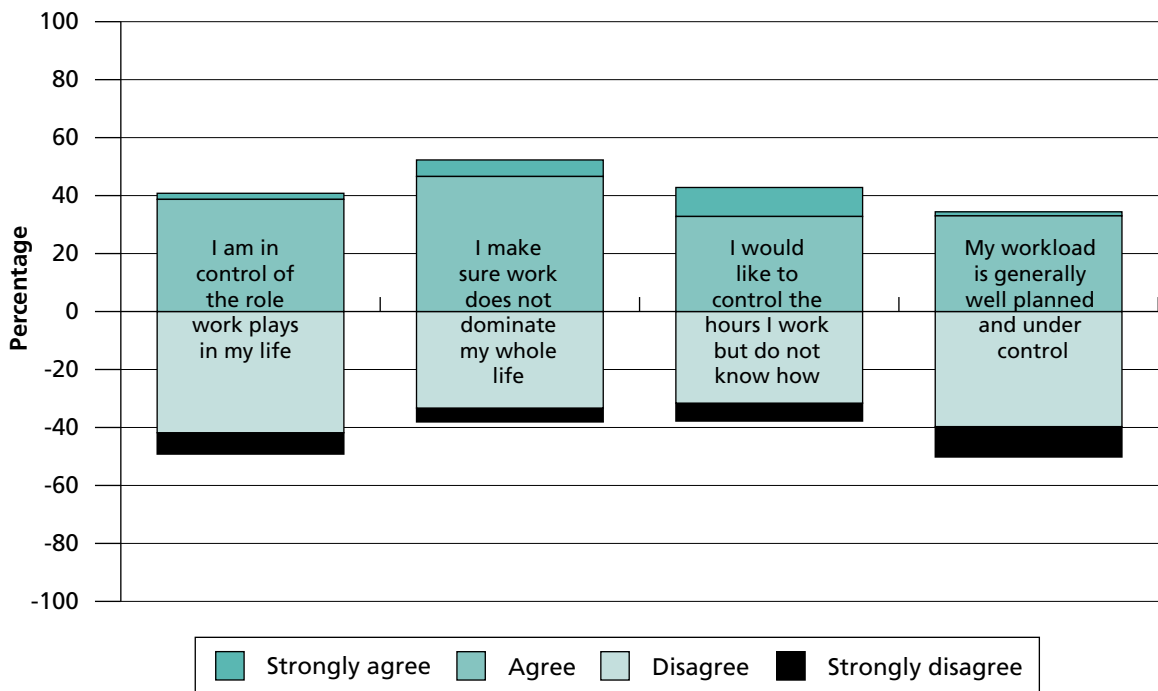 Percentage
100
80
60
40
20
0
-20
-40
-60
-80
-100
I am in
control of
the role
work plays
in my life
I make
sure work
does not
dominate
my whole
life
I would
like to
control the
hours I work
but do not
know how
My workload
is generally
well planned
and under
control
Strongly agree
Agree
Disagree
Strongly disagree